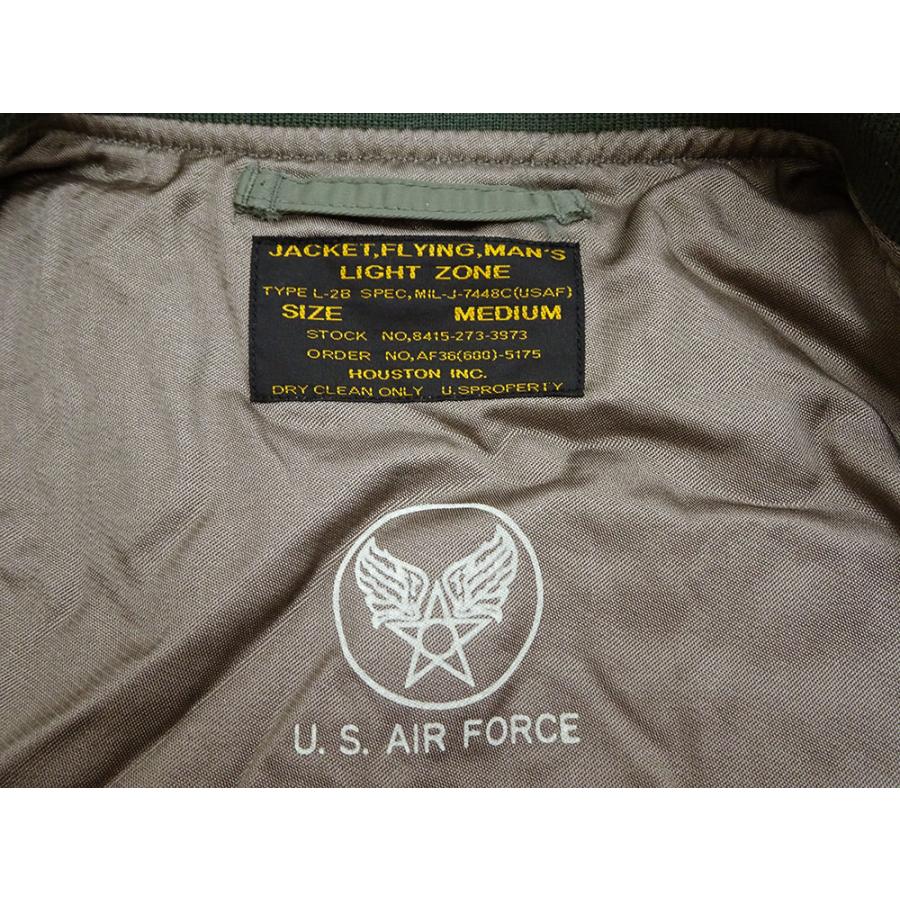 JACKET,FLYING,MAN'S
LIGHT ZONE
TYPE L-2B SPEC,MIL-J-7448C(USAF)
SIZE MEDIUM
STOCK NO,8415-273-3973
ORDER NO,AF36(600)-5175
HOUSTON INC.
DRY CLEAN ONLY U.SPROPERTY
U. S. AIR FORCE